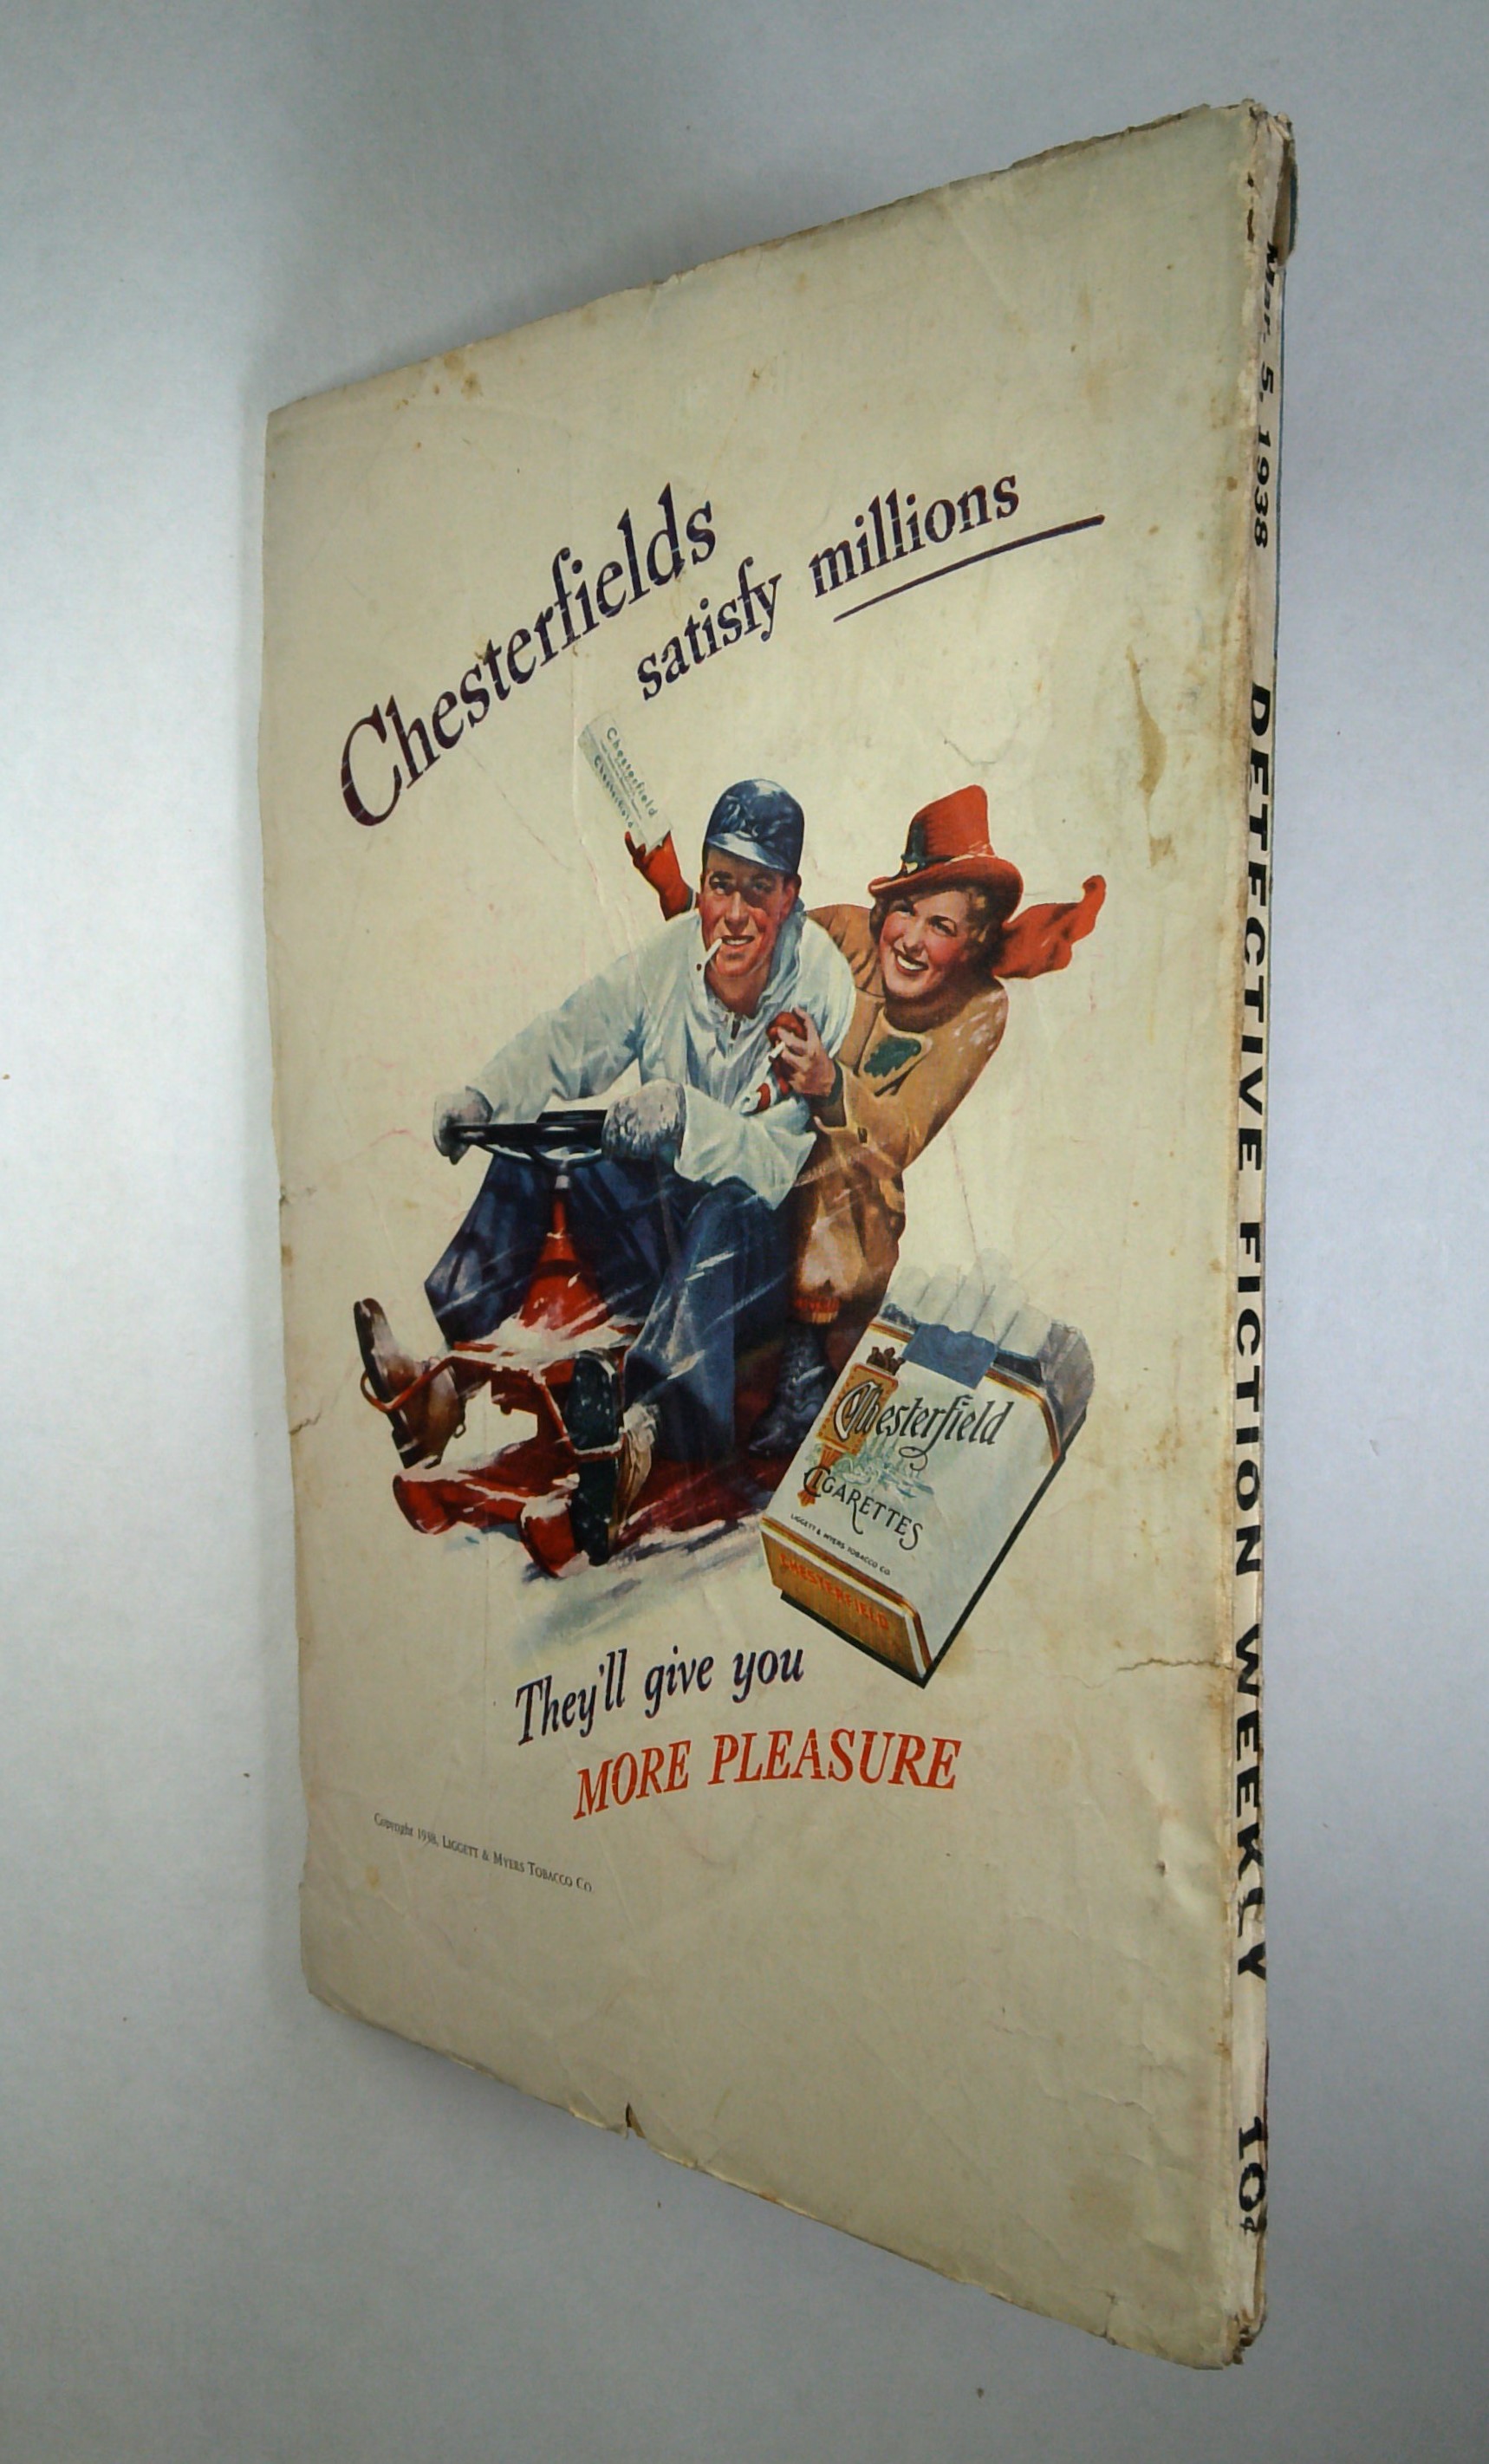 Chesterfields
satisfy millions
Chesterfield
Chesterfield
Chesterfield
CIGARETTES
LIGGETT & MYERS TOBACCO CO.
CHESTERFIELD
They'll give you
MORE PLEASURE
Copyright 1938, LIGGETT & MYERS TOBACCO CO.
Mar. 5, 1938 DETECTIVE FICTION WEEKLY 10¢